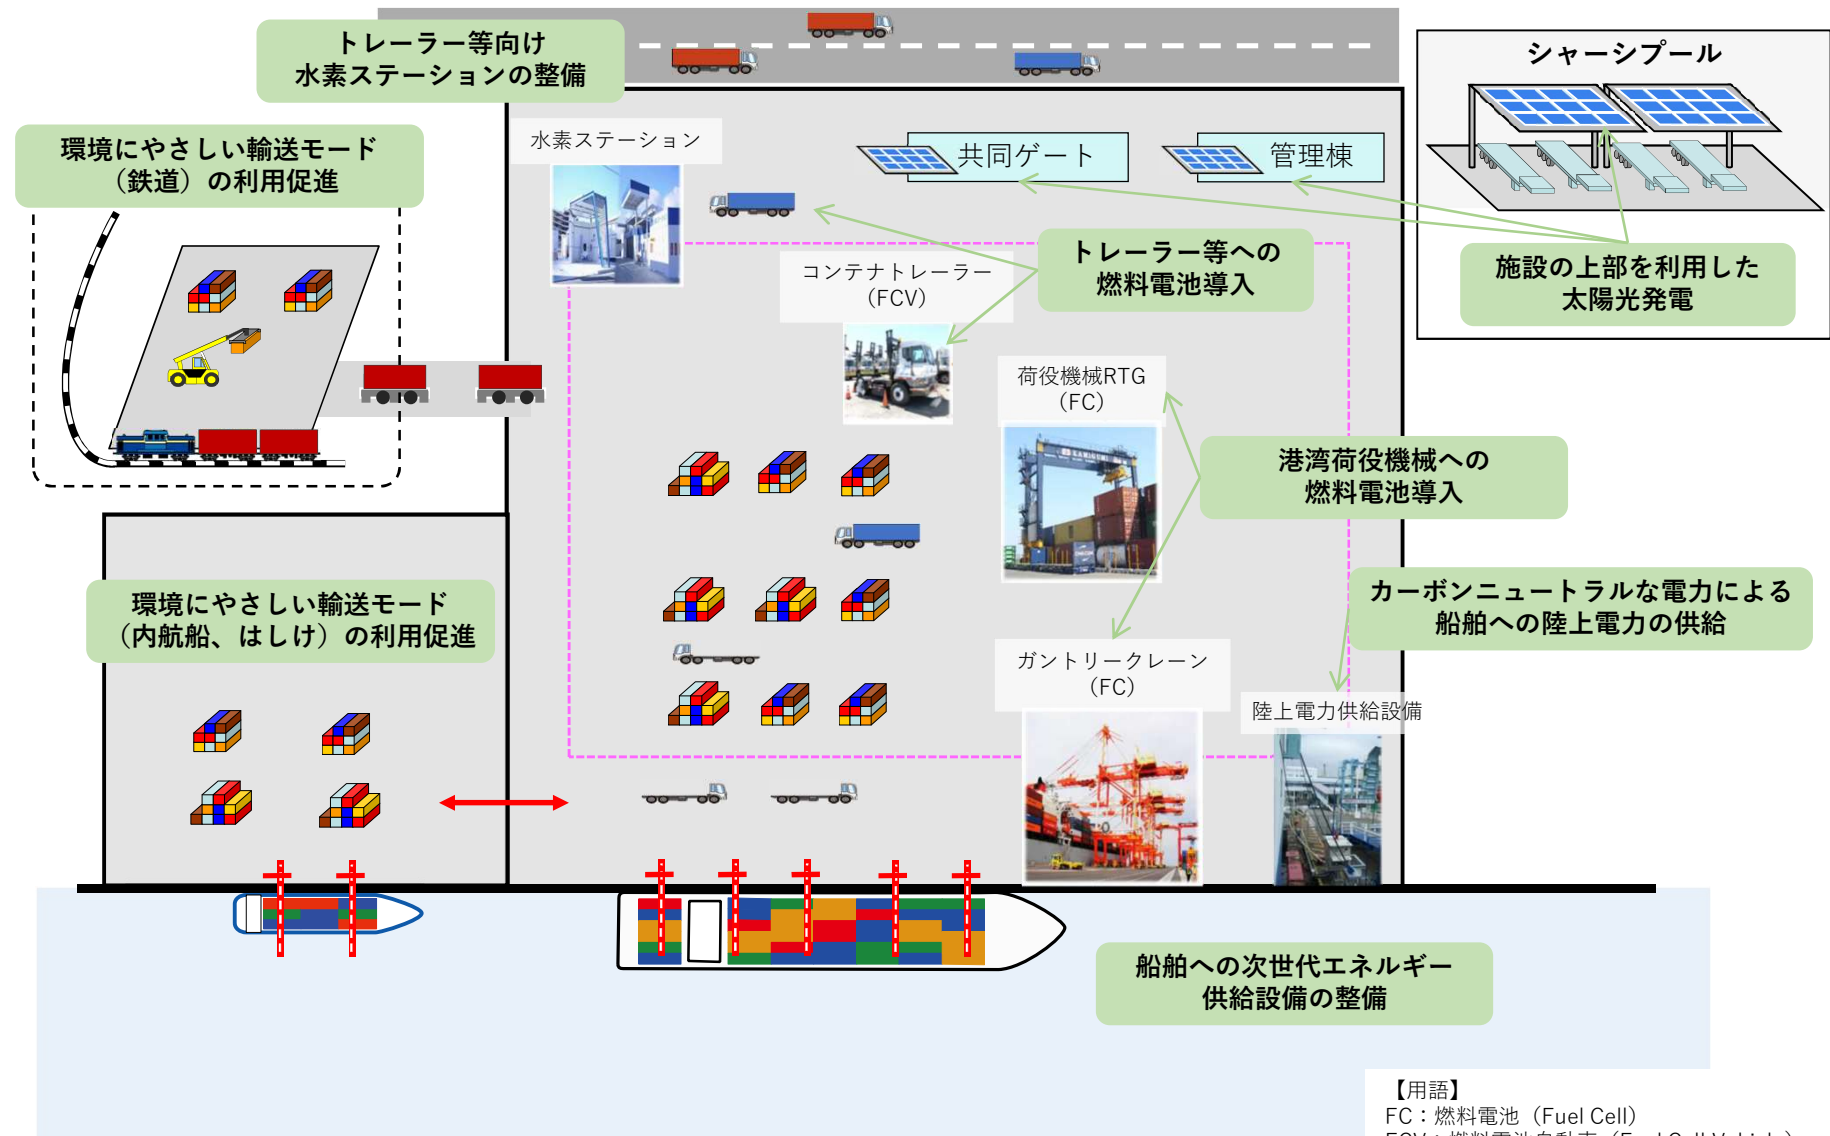 トレーラー等向け
水素ステーションの整備
シャーシプール
環境にやさしい輸送モード
（鉄道）の利用促進
水素ステーション
共同ゲート
管理棟
トレーラー等への
燃料電池導入
施設の上部を利用した
太陽光発電
コンテナトレーラー
（FCV）
荷役機械RTG
（FC）
港湾荷役機械への
燃料電池導入
環境にやさしい輸送モード
（内航船、はしけ）の利用促進
カーボンニュートラルな電力による
船舶への陸上電力の供給
ガントリークレーン
（FC）
陸上電力供給設備
船舶への次世代エネルギー
供給設備の整備
【用語】
FC：燃料電池（Fuel Cell）
FCV：燃料電池自動車（Fuel Cell Vehicle）